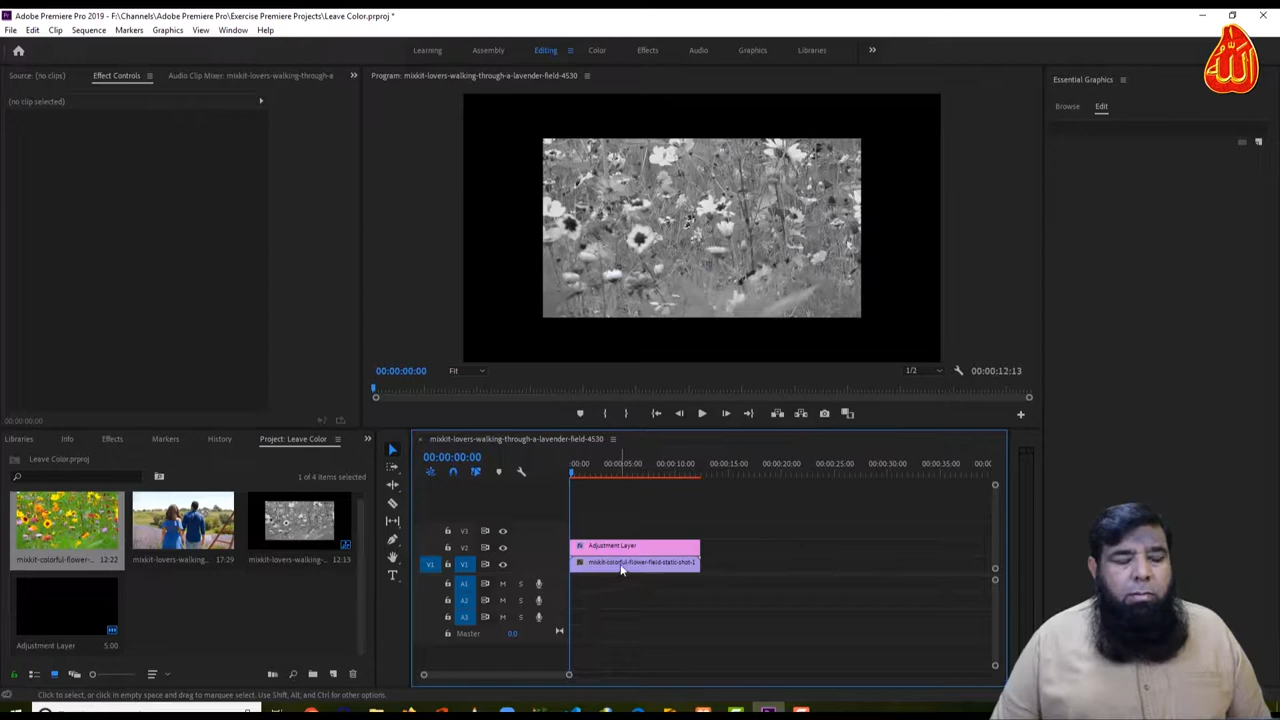 Adobe Premiere Pro 2019 - F:\Channels\Adobe Premiere Pro\Exercise Premiere Projects\Leave Color.prproj *
File Edit Clip Sequence Markers Graphics View Window Help
Learning Assembly Editing Color Effects Audio Graphics Libraries
الله
Source: (no clips) Effect Controls Audio Clip Mixer: mixkit-lovers-walking-through-a
Program: mixkit-lovers-walking-through-a-lavender-field-4530
Essential Graphics
(no clip selected)
Browse Edit
00:00:00:00 Fit 1/2 00:00:12:13
00:00:00:00
Libraries Info Effects Markers History Project: Leave Color
mixkit-lovers-walking-through-a-lavender-field-4530
Leave Color.prproj
00:00:00:00
:00:00 00:00:05:00 00:00:10:00 00:00:15:00 00:00:20:00 00:00:25:00 00:00:30:00 00:00:35:00 00:0
1 of 4 items selected
mixkit-colorful-flower-... 12:22
mixkit-lovers-walking... 17:29
12:13
Adjustment Layer 5:00
V3
V2 Adjustment Layer
V1 V1 mixkit-colorful-flower-field-static-shot-1
A1 M S
A2 M S
A3 M S
Master 0.0
Click to select, or click in empty space and drag to marquee select. Use Shift, Alt, and Ctrl for other options.